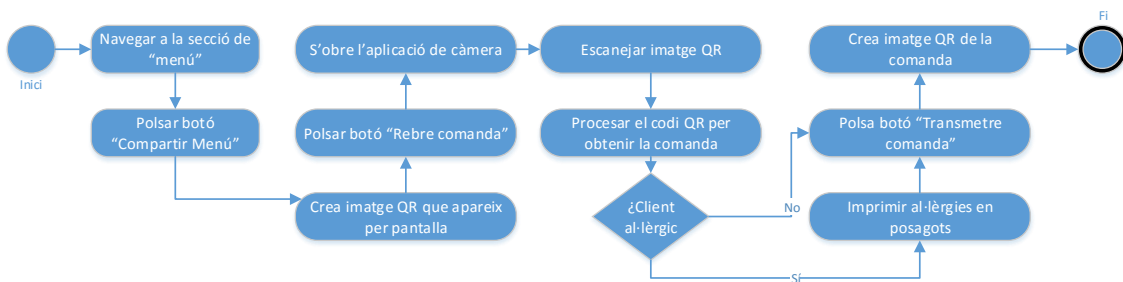 Inici
Navegar a la secció de
“menú”
Polsar botó
“Compartir Menú”
Crea imatge QR que apareix
per pantalla
Polsar botó “Rebre comanda”
S’obre l’aplicació de càmera
Escanejar imatge QR
Procesar el codi QR per
obtenir la comanda
¿Client
al·lèrgic
No
Sí
Imprimir al·lèrgies en
posagots
Polsa botó “Transmetre
comanda”
Crea imatge QR de la
comanda
Fi